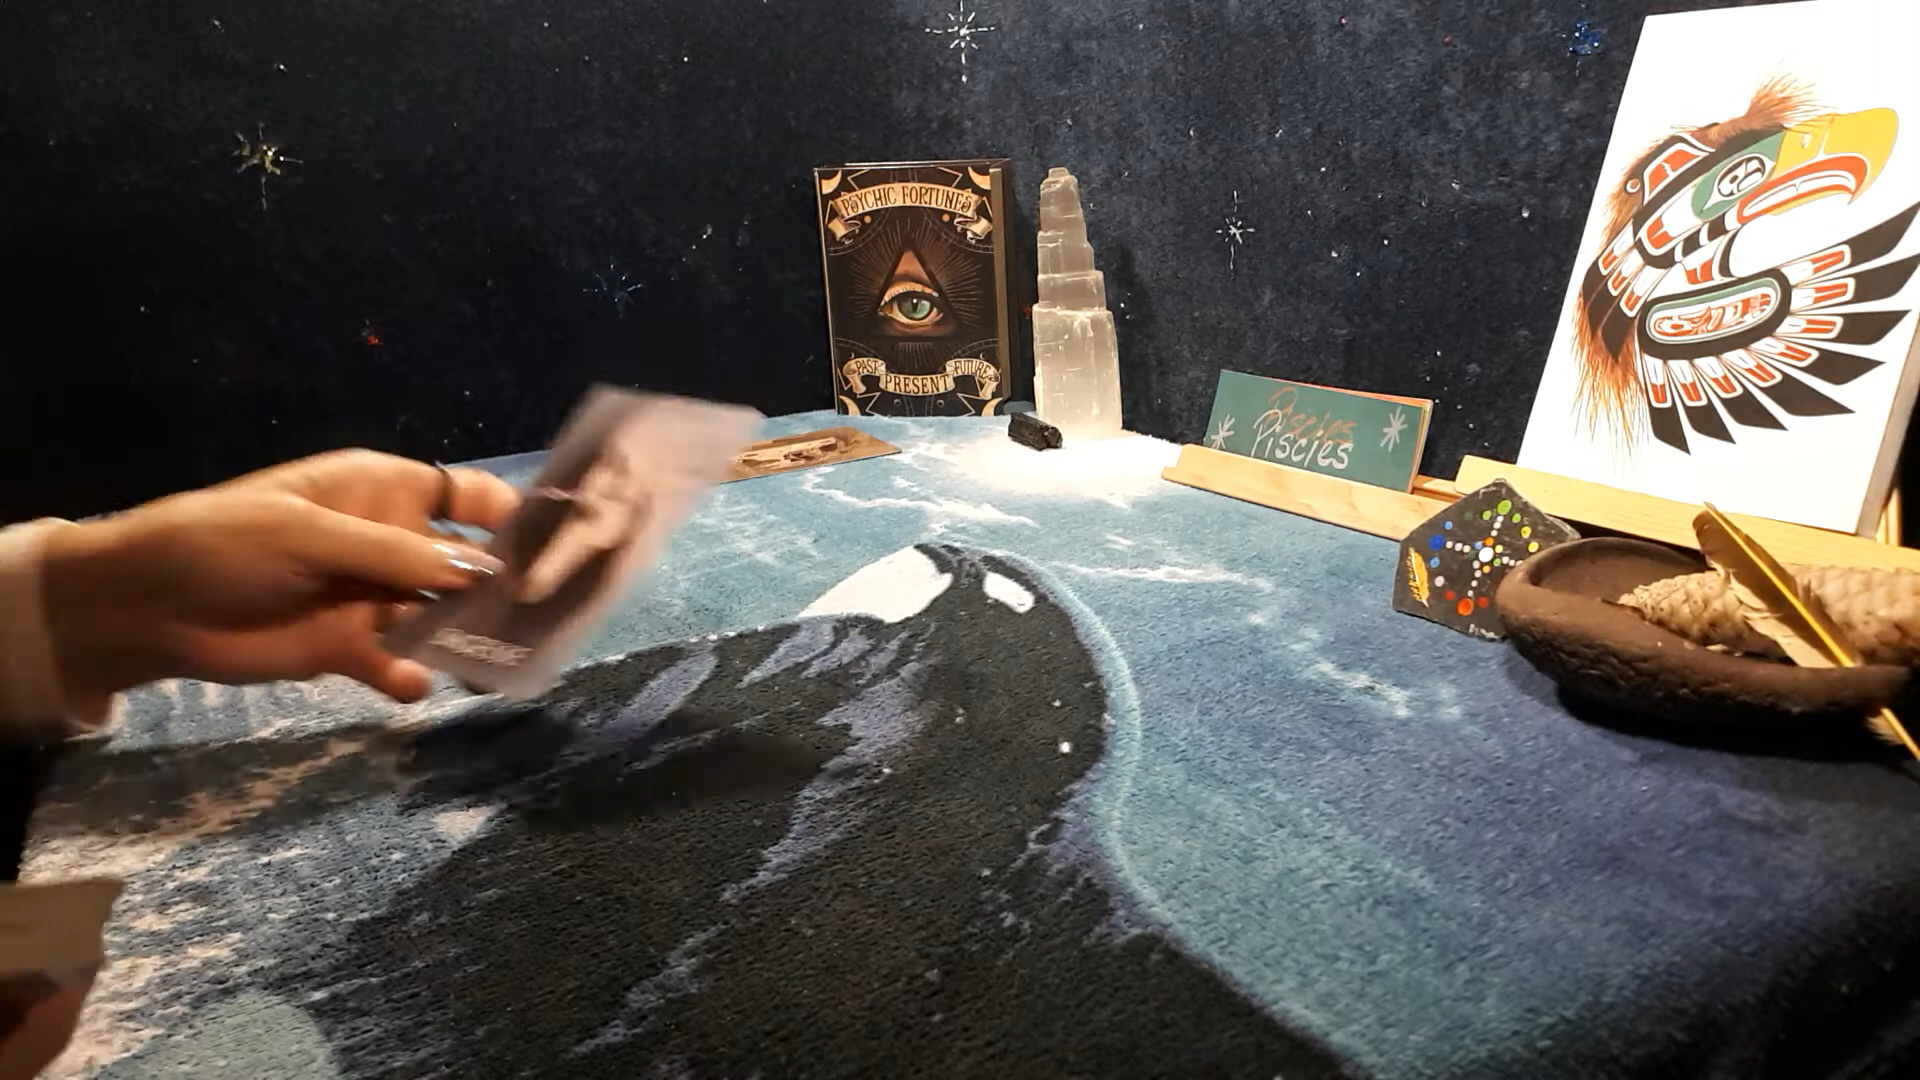 PSYCHIC FORTUNES
PAST
PRESENT
FUTURE
Piscies
Piscies